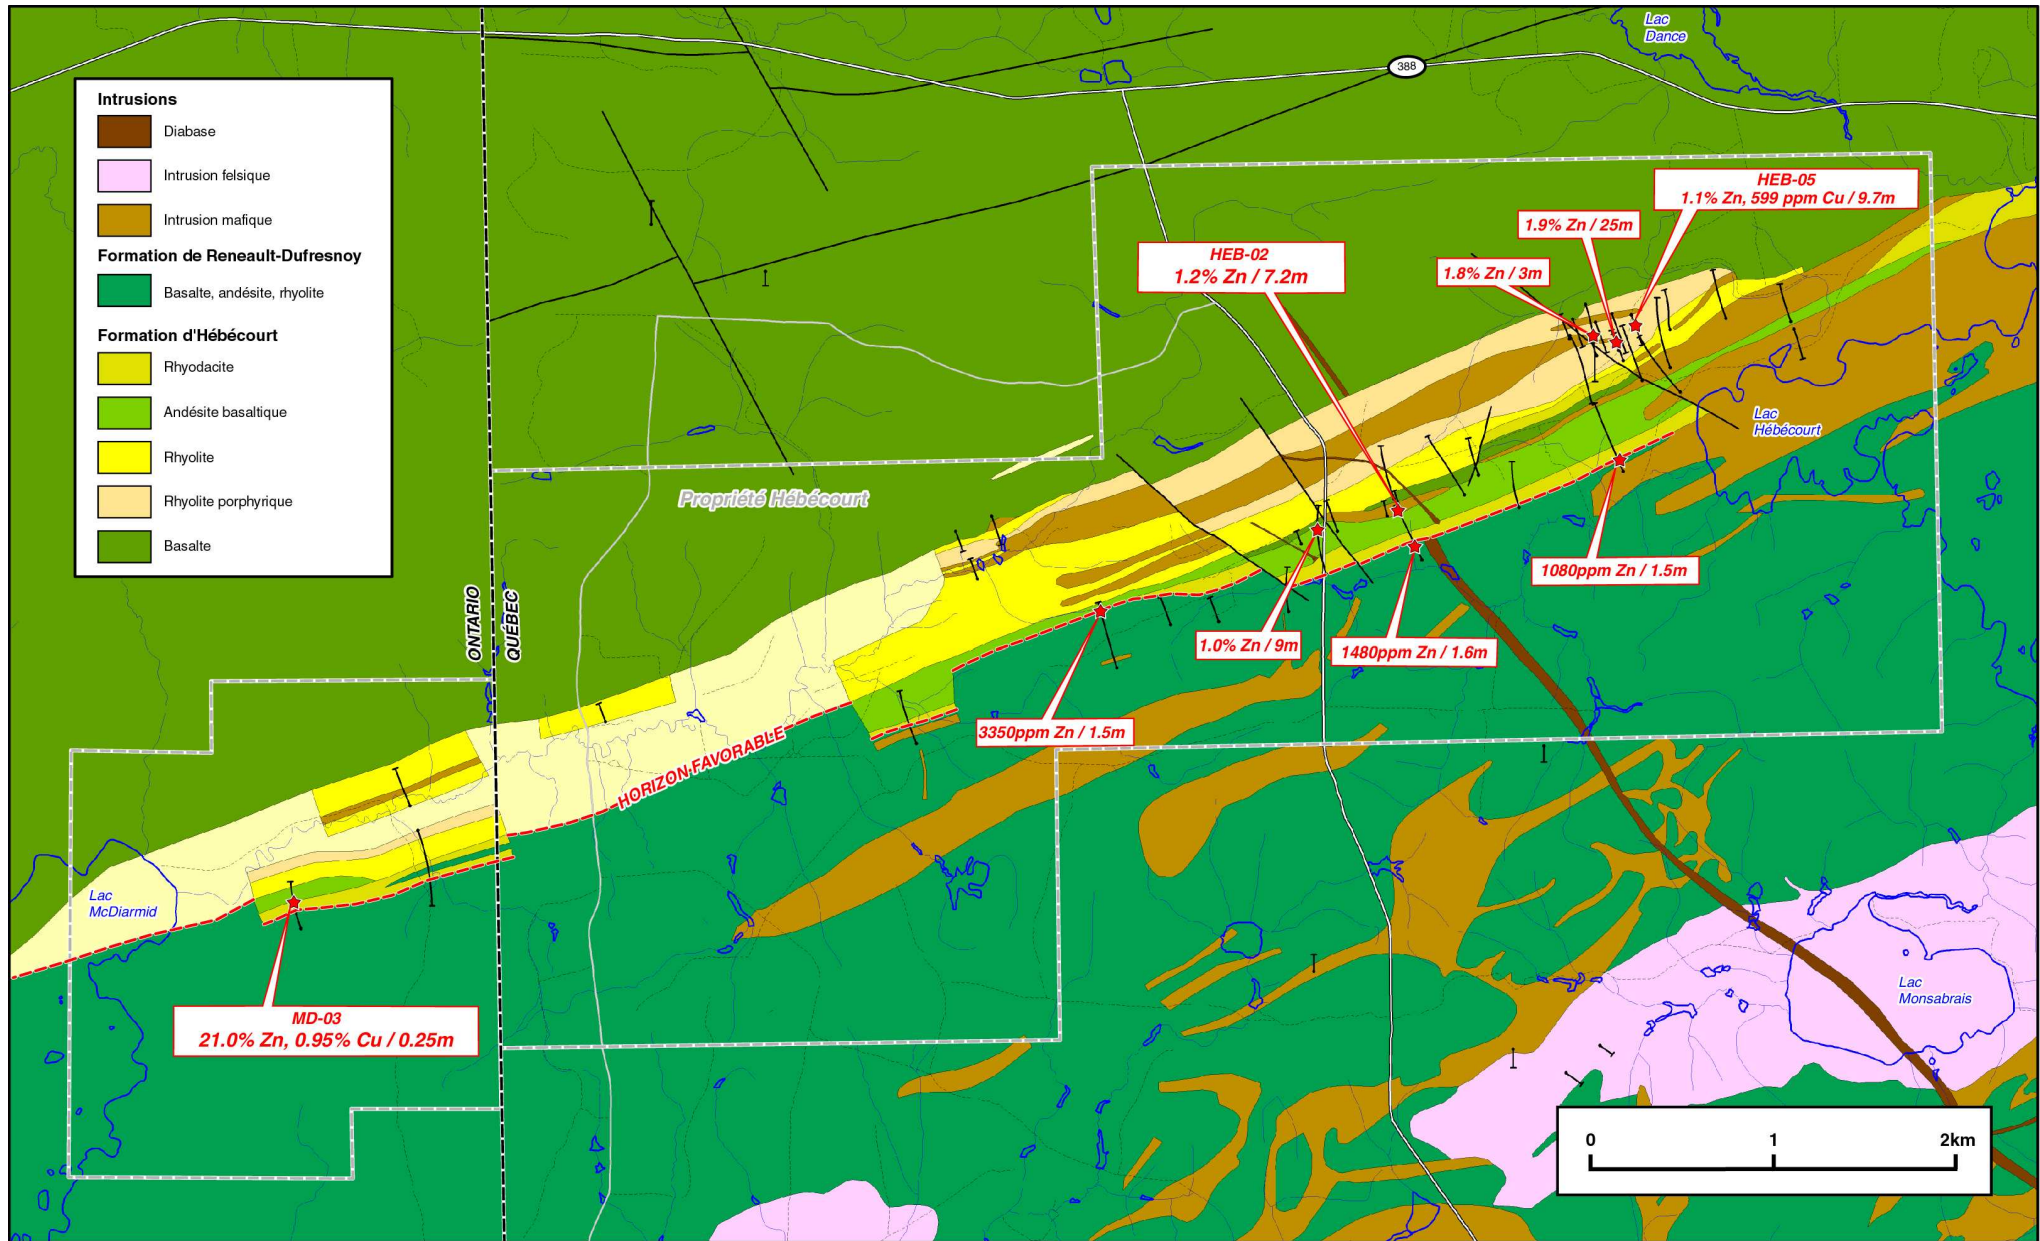 Lac
Dance
388
Intrusions
Diabase
Intrusion felsique
Intrusion mafique
Formation de Reneault-Dufresnoy
Basalte, andésite, rhyolite
Formation d'Hébécourt
Rhyodacite
Andésite basaltique
Rhyolite
Rhyolite porphyrique
Basalte
HEB-05
1.1% Zn, 599 ppm Cu / 9.7m
1.9% Zn / 25m
HEB-02
1.2% Zn / 7.2m
1.8% Zn / 3m
Lac
Hébécourt
Propriété Hébécourt
1080ppm Zn / 1.5m
ONTARIO
QUÉBEC
1.0% Zn / 9m
1480ppm Zn / 1.6m
3350ppm Zn / 1.5m
HORIZON FAVORABLE
Lac
McDiarmid
Lac
Monsabrais
MD-03
21.0% Zn, 0.95% Cu / 0.25m
0 1 2km